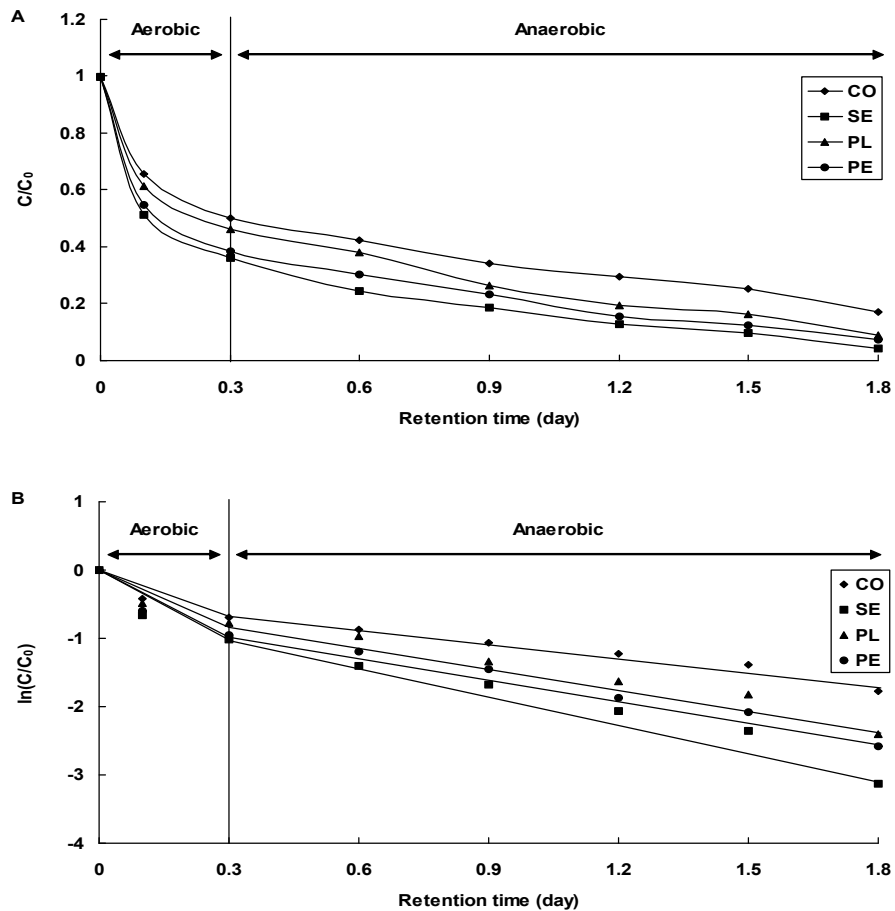 A
1.2
1
0.8
0.6
0.4
0.2
0
C/C₀
Aerobic
Anaerobic
CO
SE
PL
PE
0 0.3 0.6 0.9 1.2 1.5 1.8
Retention time (day)
B
1
0
-1
-2
-3
-4
ln(C/C₀)
Aerobic
Anaerobic
CO
SE
PL
PE
0 0.3 0.6 0.9 1.2 1.5 1.8
Retention time (day)